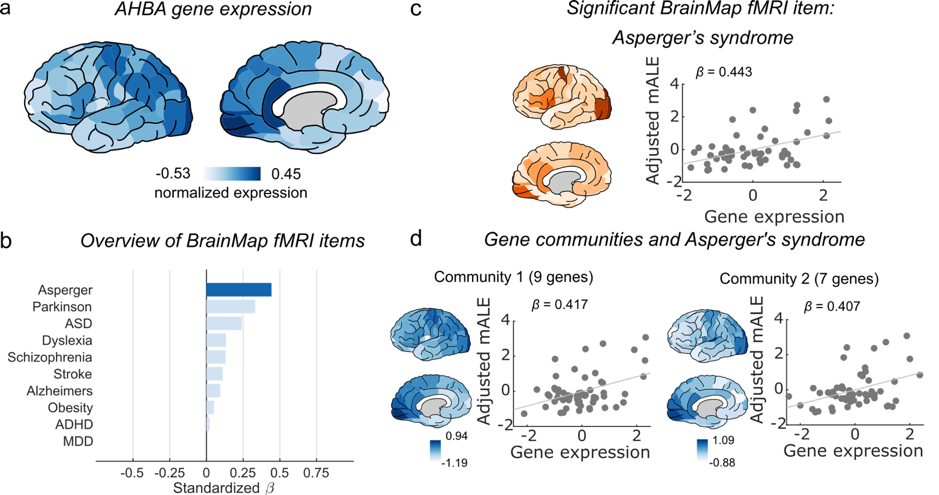 a
AHBA gene expression
-0.53
0.45
normalized expression
b
Overview of BrainMap fMRI items
Asperger
Parkinson
ASD
Dyslexia
Schizophrenia
Stroke
Alzheimers
Obesity
ADHD
MDD
-0.5
-0.25
0
0.25
0.5
0.75
Standardized β
c
Significant BrainMap fMRI item:
Asperger's syndrome
β = 0.443
Adjusted mALE
4
2
0
-2
-2
0
2
Gene expression
d
Gene communities and Asperger's syndrome
Community 1 (9 genes)
β = 0.417
Adjusted mALE
4
2
0
-2
-2
0
2
Gene expression
0.94
-1.19
Community 2 (7 genes)
β = 0.407
Adjusted mALE
4
2
0
-2
-2
0
2
Gene expression
1.09
-0.88